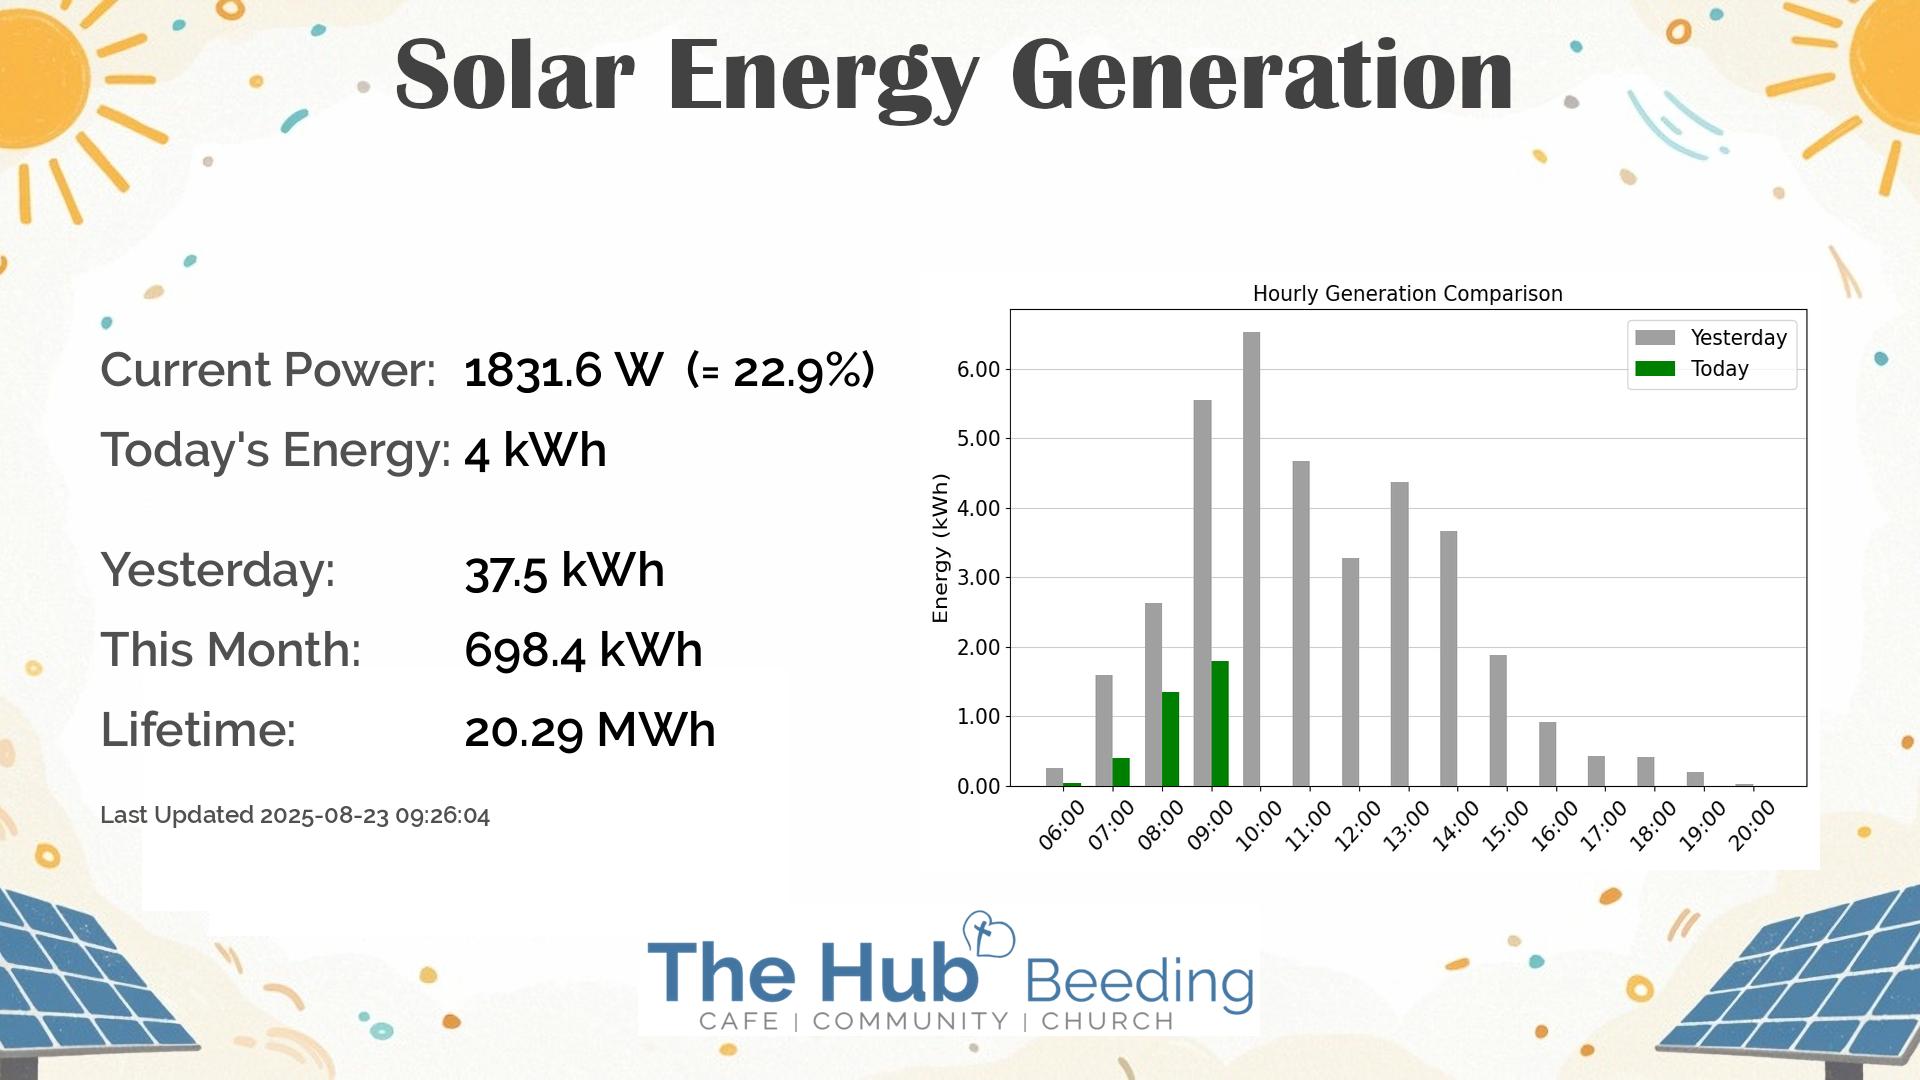 Solar Energy Generation
Current Power: 1831.6 W (= 22.9%)
Today's Energy: 4 kWh
Yesterday: 37.5 kWh
This Month: 698.4 kWh
Lifetime: 20.29 MWh
Last Updated 2025-08-23 09:26:04
Hourly Generation Comparison
Yesterday
Today
Energy (kWh)
6.00
5.00
4.00
3.00
2.00
1.00
0.00
06:00 07:00 08:00 09:00 10:00 11:00 12:00 13:00 14:00 15:00 16:00 17:00 18:00 19:00 20:00
The Hub Beeding
CAFE | COMMUNITY | CHURCH